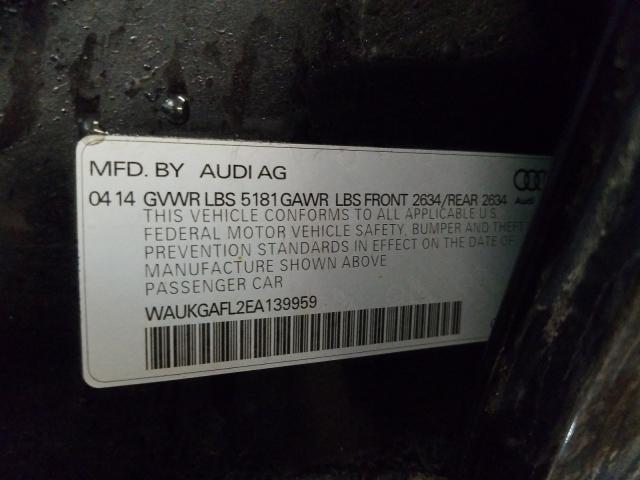 MFD. BY AUDI AG
04 14 GVWR LBS 5181 GAWR LBS FRONT 2634/REAR 2634
Audi
THIS VEHICLE CONFORMS TO ALL APPLICABLE U.S.
FEDERAL MOTOR VEHICLE SAFETY, BUMPER AND THEFT
PREVENTION STANDARDS IN EFFECT ON THE DATE OF
MANUFACTURE SHOWN ABOVE
PASSENGER CAR
WAUKGAFL2EA139959